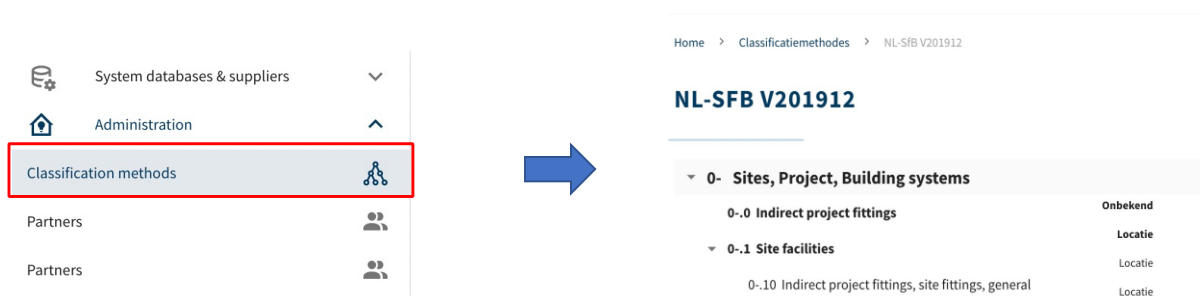 System databases & suppliers
Administration
Classification methods
Partners
Partners
Home > Classificatiemethodes > NL-SfB V201912
NL-SFB V201912
0- Sites, Project, Building systems
0-.0 Indirect project fittings Onbekend
Locatie
0-.1 Site facilities
Locatie
0-.10 Indirect project fittings, site fittings, general
Locatie